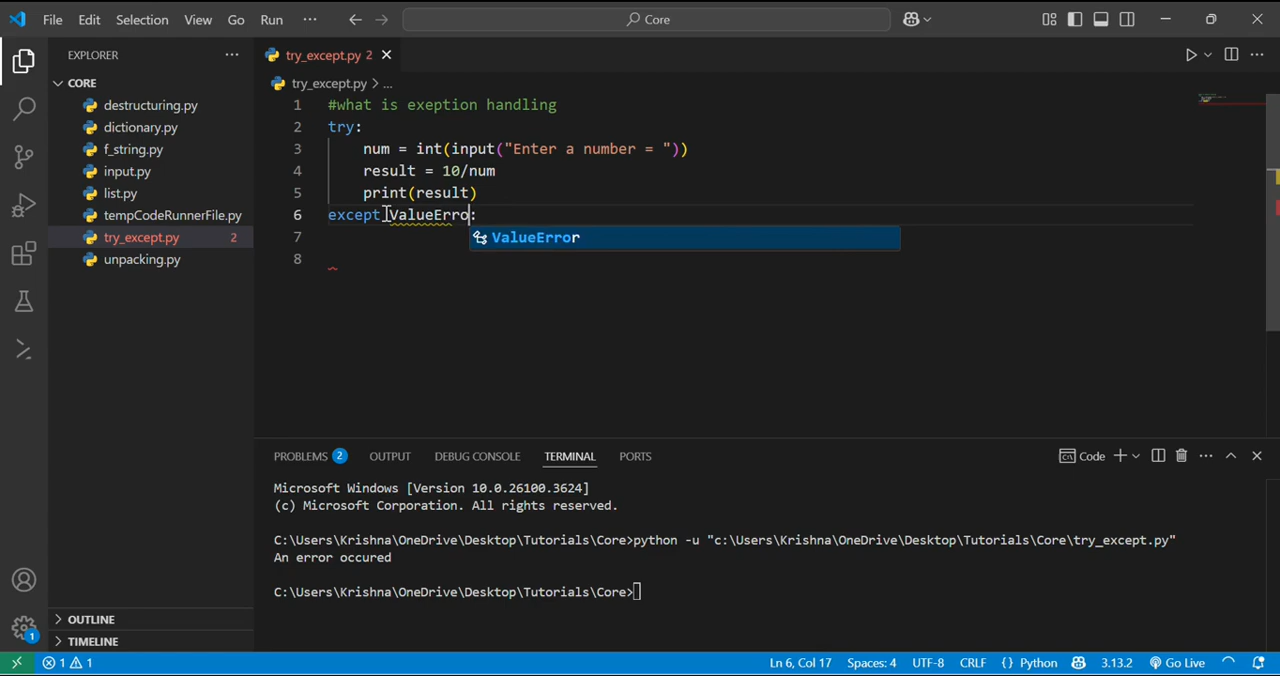 File Edit Selection View Go Run ··· Core
EXPLORER ···
try_except.py 2
CORE
try_except.py > ...
destructuring.py
dictionary.py
f_string.py
input.py
list.py
tempCodeRunnerFile.py
try_except.py 2
unpacking.py
1 #what is exeption handling
2 try:
3 num = int(input("Enter a number = "))
4 result = 10/num
5 print(result)
6 except ValueErro:
7
8
ValueError
PROBLEMS 2 OUTPUT DEBUG CONSOLE TERMINAL PORTS Code
Microsoft Windows [Version 10.0.26100.3624]
(c) Microsoft Corporation. All rights reserved.
C:\Users\Krishna\OneDrive\Desktop\Tutorials\Core>python -u "c:\Users\Krishna\OneDrive\Desktop\Tutorials\Core\try_except.py"
An error occured
C:\Users\Krishna\OneDrive\Desktop\Tutorials\Core>
OUTLINE
TIMELINE
1
1 1 Ln 6, Col 17 Spaces: 4 UTF-8 CRLF {} Python 3.13.2 Go Live